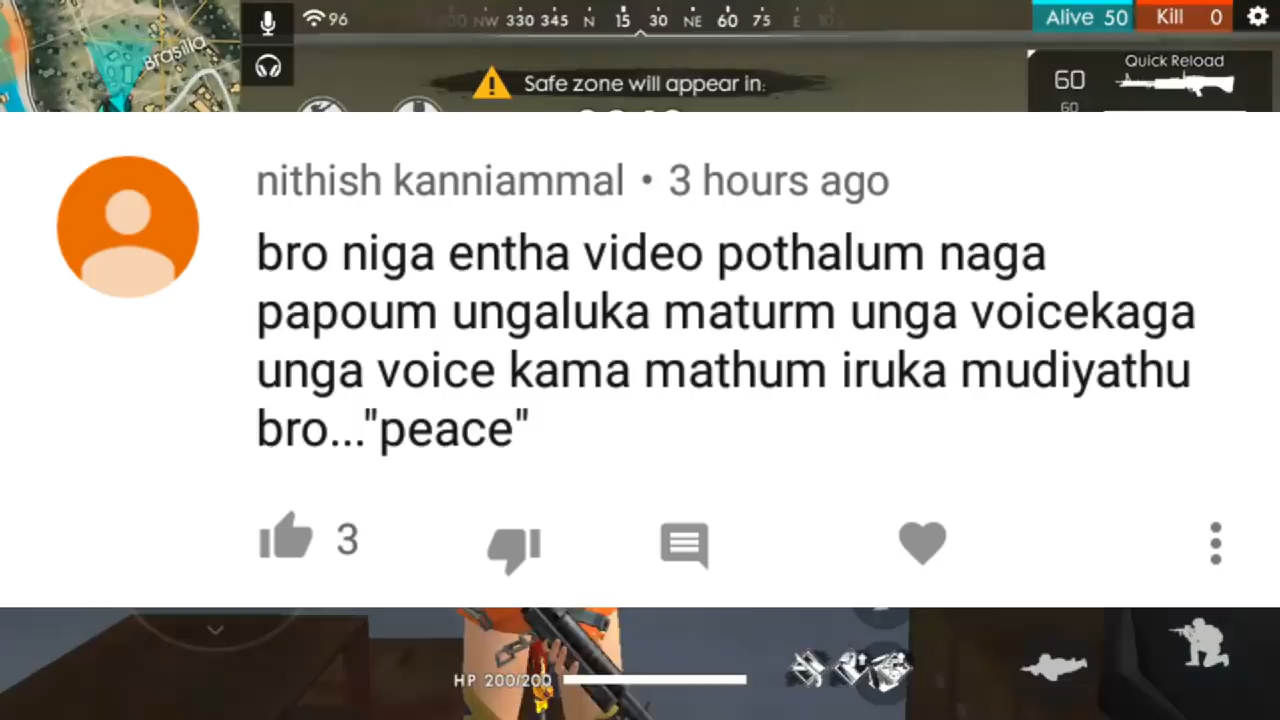 Brasilia
96
NW 330 345 N 15 30 NE 60 75 E
Alive 50 Kill 0
Safe zone will appear in:
Quick Reload
60
60
nithish kanniammal • 3 hours ago
bro niga entha video pothalum naga
papoum ungaluka maturm unga voicekaga
unga voice kama mathum iruka mudiyathu
bro..."peace"
3
HP 200/200